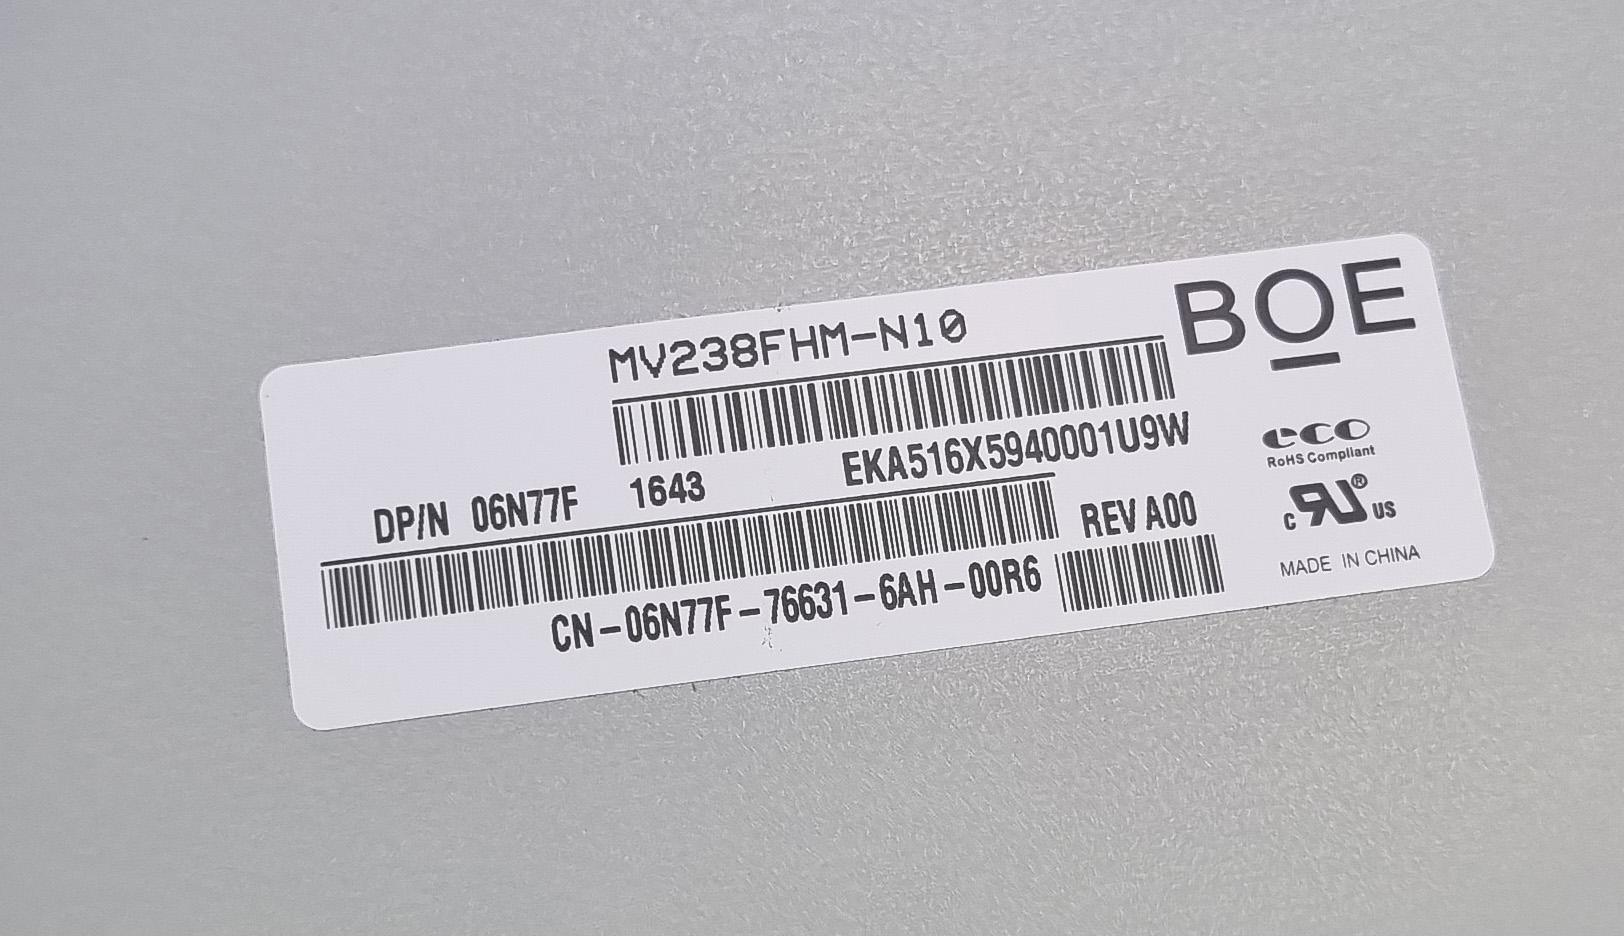 MV238FHM-N10
BOE
EKA516X5940001U9W
DP/N 06N77F 1643
REV A00
CN-06N77F-76631-6AH-00R6
eco
RoHS Compliant
c RU ® US
MADE IN CHINA